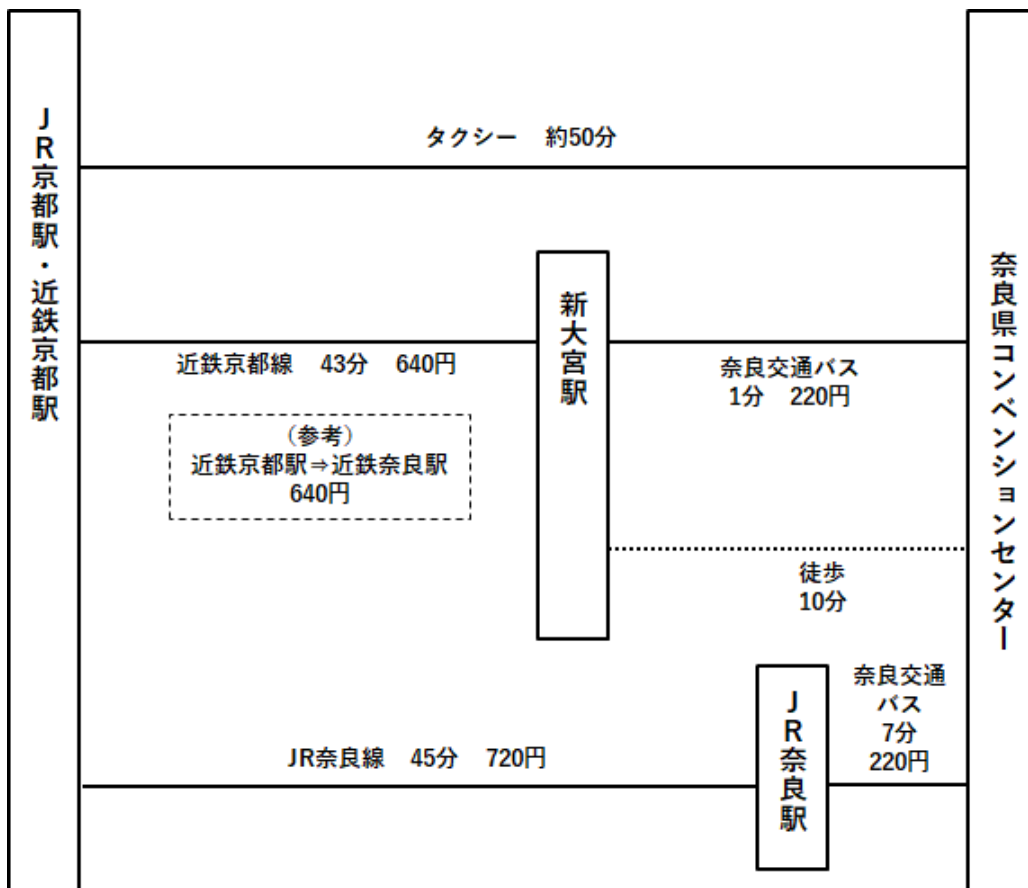 JR京都駅・近鉄京都駅
タクシー　約50分
近鉄京都線　43分　640円
（参考）
近鉄京都駅⇒近鉄奈良駅
640円
新大宮駅
奈良交通バス
1分　220円
徒歩
10分
JR奈良線　45分　720円
JR奈良駅
奈良交通
バス
7分
220円
奈良県コンベンションセンター